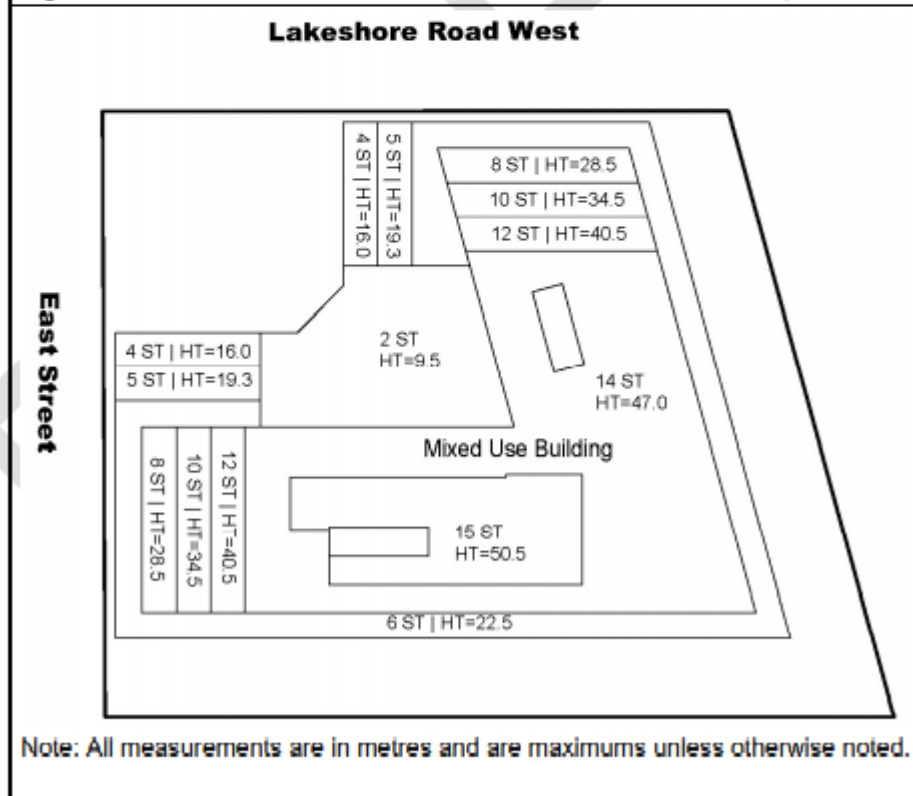 Lakeshore Road West
4 ST | HT=16.0
5 ST | HT=19.3
8 ST | HT=28.5
10 ST | HT=34.5
12 ST | HT=40.5
East Street
4 ST | HT=16.0
5 ST | HT=19.3
2 ST
HT=9.5
14 ST
HT=47.0
Mixed Use Building
8 ST | HT=28.5
10 ST | HT=34.5
12 ST | HT=40.5
15 ST
HT=50.5
6 ST | HT=22.5
Note: All measurements are in metres and are maximums unless otherwise noted.